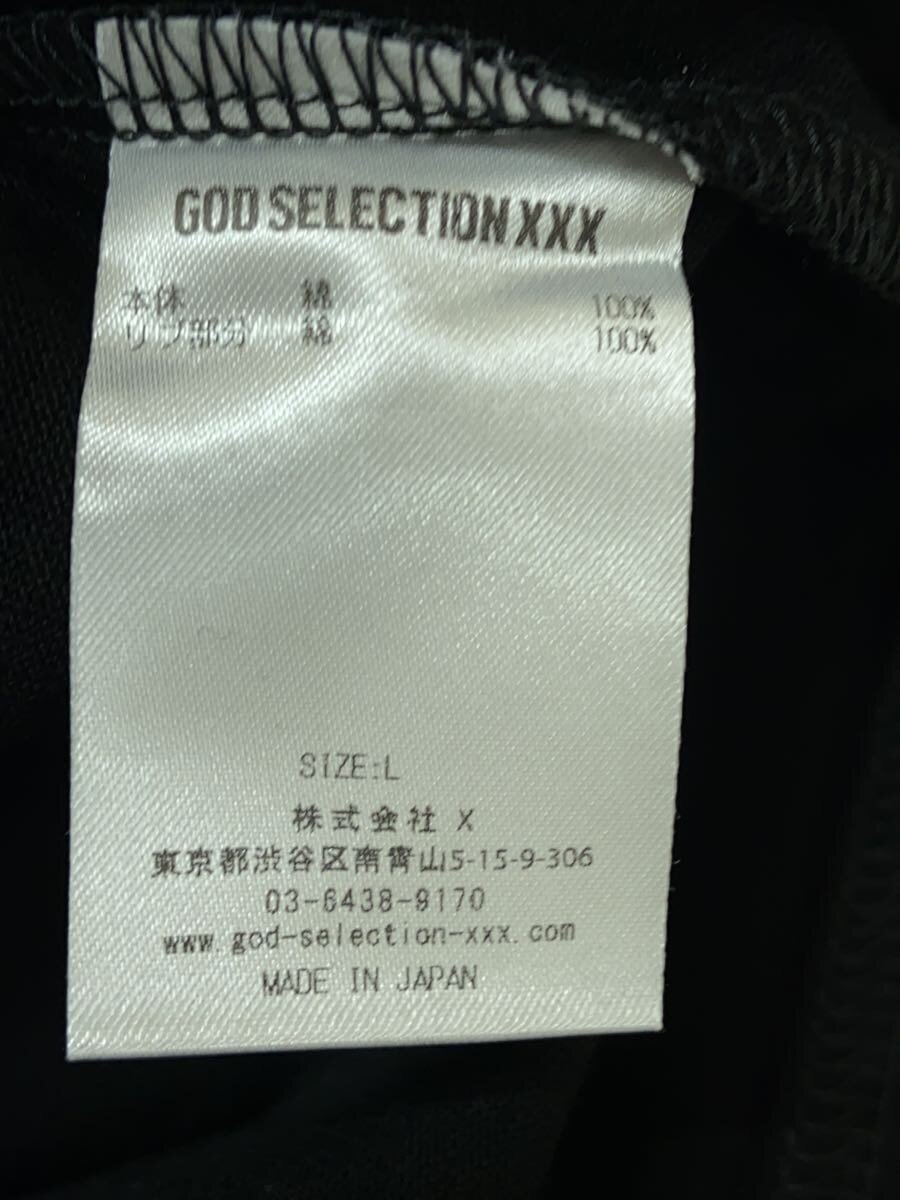 GOD SELECTION XXX
本体 綿 100%
リブ部分 綿 100%
SIZE:L
株式会社 X
東京都渋谷区南青山5-15-9-306
03-6438-9170
www.god-selection-xxx.com
MADE IN JAPAN